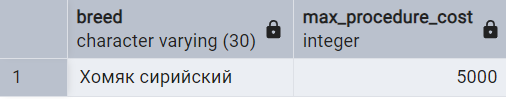 breed
character varying (30)
max_procedure_cost
integer
1 Хомяк сирийский 5000